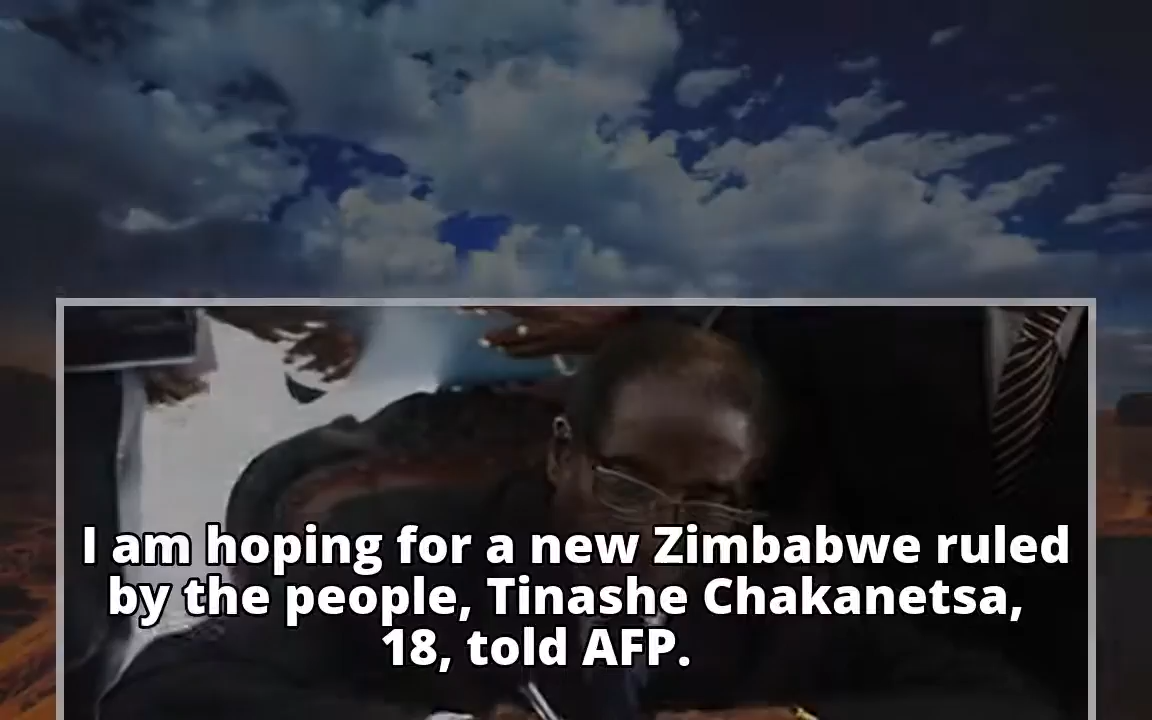 I am hoping for a new Zimbabwe ruled
by the people, Tinashe Chakanetsa,
18, told AFP.